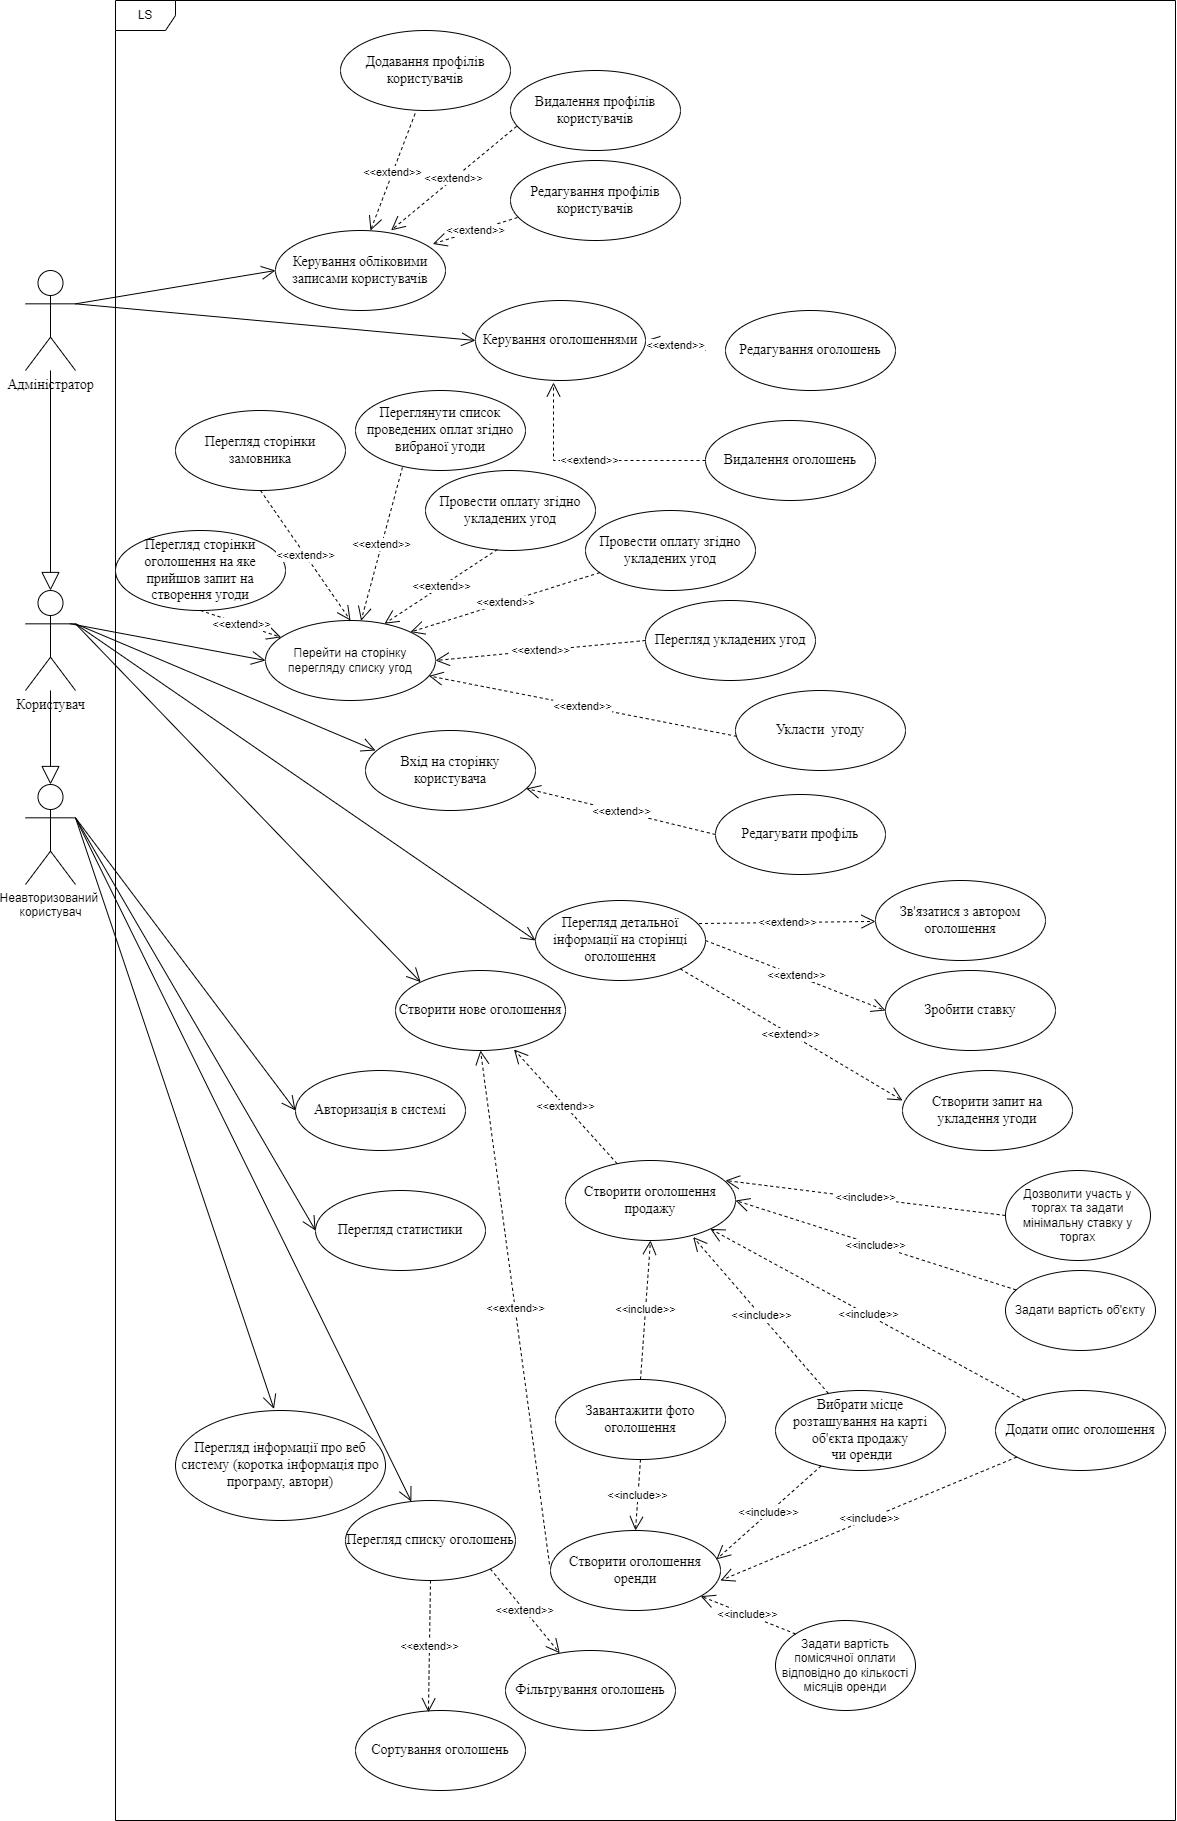 LS
Додавання профілів
користувачів
Видалення профілів
користувачів
<<extend>>
<<extend>>
Редагування профілів
користувачів
<<extend>>
Керування обліковими
записами користувачів
Керування оголошеннями
<<extend>>
Редагування оголошень
Адміністратор
Переглянути список
проведених оплат згідно
вибраної угоди
Перегляд сторінки
замовника
<<extend>>
Видалення оголошень
Провести оплату згідно
укладених угод
Провести оплату згідно
укладених угод
Перегляд сторінки
оголошення на яке
прийшов запит на
створення угоди
<<extend>>
<<extend>>
<<extend>>
<<extend>>
<<extend>>
Перейти на сторінку
перегляду списку угод
<<extend>>
Перегляд укладених угод
Користувач
<<extend>>
Укласти  угоду
Вхід на сторінку
користувача
<<extend>>
Редагувати профіль
Неавторизований
користувач
Перегляд детальної
інформації на сторінці
оголошення
<<extend>>
Зв'язатися з автором
оголошення
<<extend>>
Зробити ставку
Створити нове оголошення
<<extend>>
Створити запит на
укладення угоди
Авторизація в системі
<<extend>>
Створити оголошення
продажу
<<include>>
Дозволити участь у
торгах та задати
мінімальну ставку у
торгах
Перегляд статистики
<<include>>
Задати вартість об'єкту
<<extend>>
<<include>>
<<include>>
<<include>>
Завантажити фото
оголошення
Вибрати місце
розташування на карті
об'єкта продажу
чи оренди
Додати опис оголошення
Перегляд інформації про веб
систему (коротка інформація про
програму, автори)
<<include>>
<<include>>
<<include>>
Перегляд списку оголошень
Створити оголошення
оренди
<<extend>>
<<include>>
<<extend>>
Задати вартість
помісячної оплати
відповідно до кількості
місяців оренди
Фільтрування оголошень
Сортування оголошень